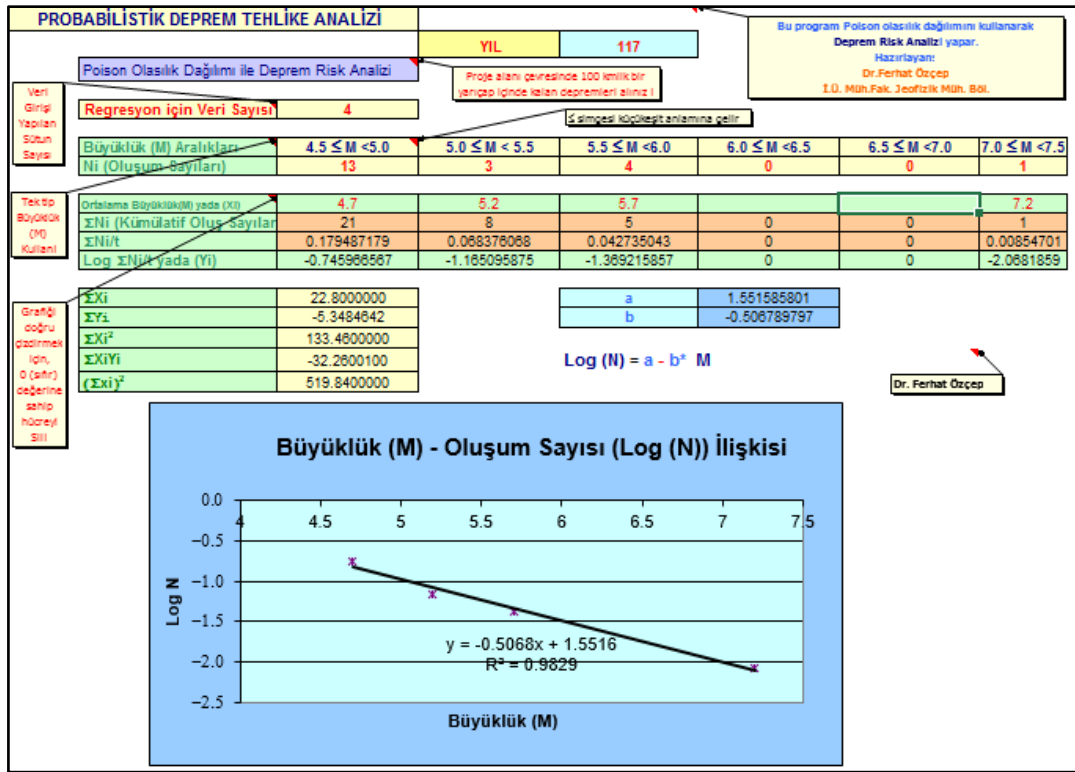 PROBABİLİSTİK DEPREM TEHLİKE ANALİZİ
YIL 117
Bu program Poison olasılık dağılımını kullanarak
Deprem Risk Analizi yapar.
Hazırlayan:
Dr.Ferhat Özçep
İ.Ü. Müh.Fak. Jeofizik Müh. Böl.
Poison Olasılık Dağılımı ile Deprem Risk Analizi
Proje alanı çevresinde 100 kmlik bir
yarıçap içinde kalan depremleri alınız !
Veri
Girişi
Yapılan
Sütun
Sayısı
Regresyon için Veri Sayısı 4
≤ simgesi küçükeşit anlamına gelir
Büyüklük (M) Aralıkları 4.5 ≤ M <5.0 5.0 ≤ M < 5.5 5.5 ≤ M <6.0 6.0 ≤ M <6.5 6.5 ≤ M <7.0 7.0 ≤ M <7.5
Ni (Oluşum Sayıları) 13 3 4 0 0 1
Tek tip
Büyüklük
(M)
Kullanı
Ortalama Büyüklük(M) yada (Xi) 4.7 5.2 5.7 7.2
ΣNi (Kümülatif Oluş Sayılar 21 8 5 0 0 1
ΣNi/t 0.179487179 0.068376068 0.042735043 0 0 0.00854701
Log ΣNi/t yada (Yi) -0.745966567 -1.165095875 -1.369215857 0 0 -2.0681859
Grafiği
doğru
çizdirmek
için,
0 (sıfır)
değerine
sahip
hücreyi
Sil!
ΣXi 22.8000000
ΣYi -5.3484642
ΣXi² 133.4600000
ΣXiYi -32.2600100
(Σxi)² 519.8400000
a 1.551585801
b -0.506789797
Log (N) = a - b* M
Dr. Ferhat Özçep
Büyüklük (M) - Oluşum Sayısı (Log (N)) İlişkisi
0.0
4 4.5 5 5.5 6 6.5 7 7.5
−0.5
−1.0
−1.5
−2.0
−2.5
Log N
y = -0.5068x + 1.5516
R² = 0.9829
Büyüklük (M)